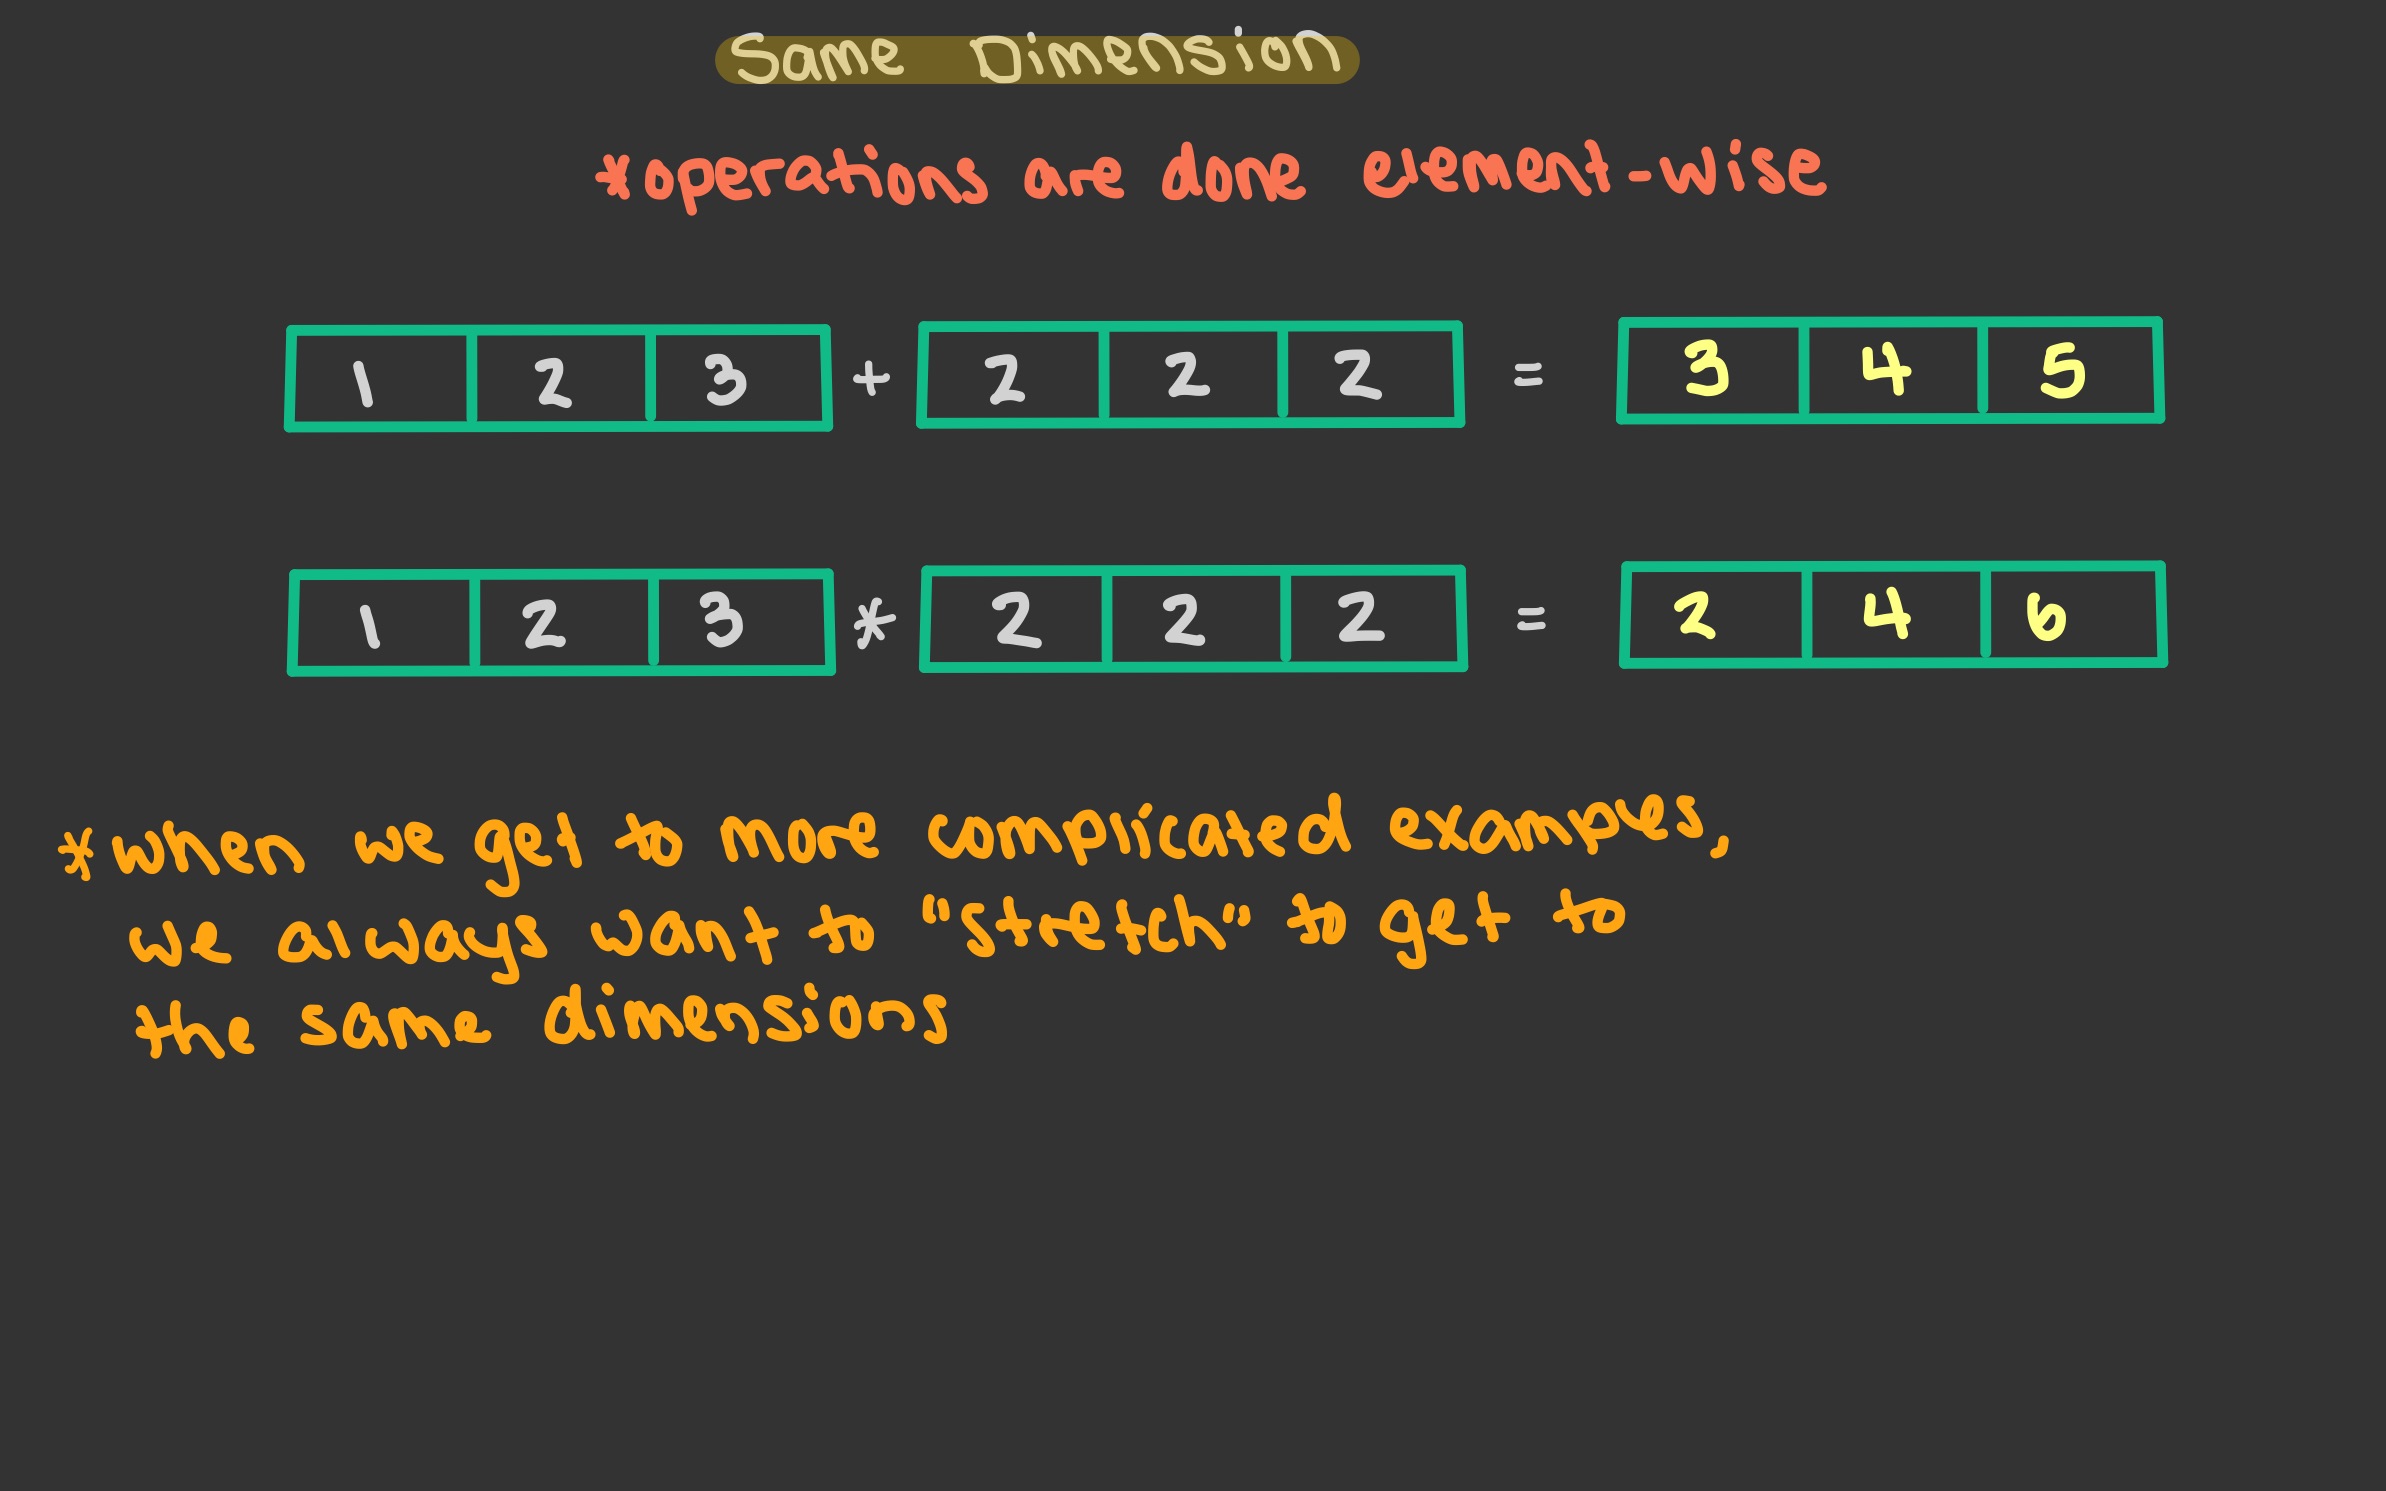 Same Dimension
*operations are done element-wise
1 2 3 + 2 2 2 = 3 4 5
1 2 3 * 2 2 2 = 2 4 6
*when we get to more complicated examples,
we always want to "stretch" to get to
the same dimensions